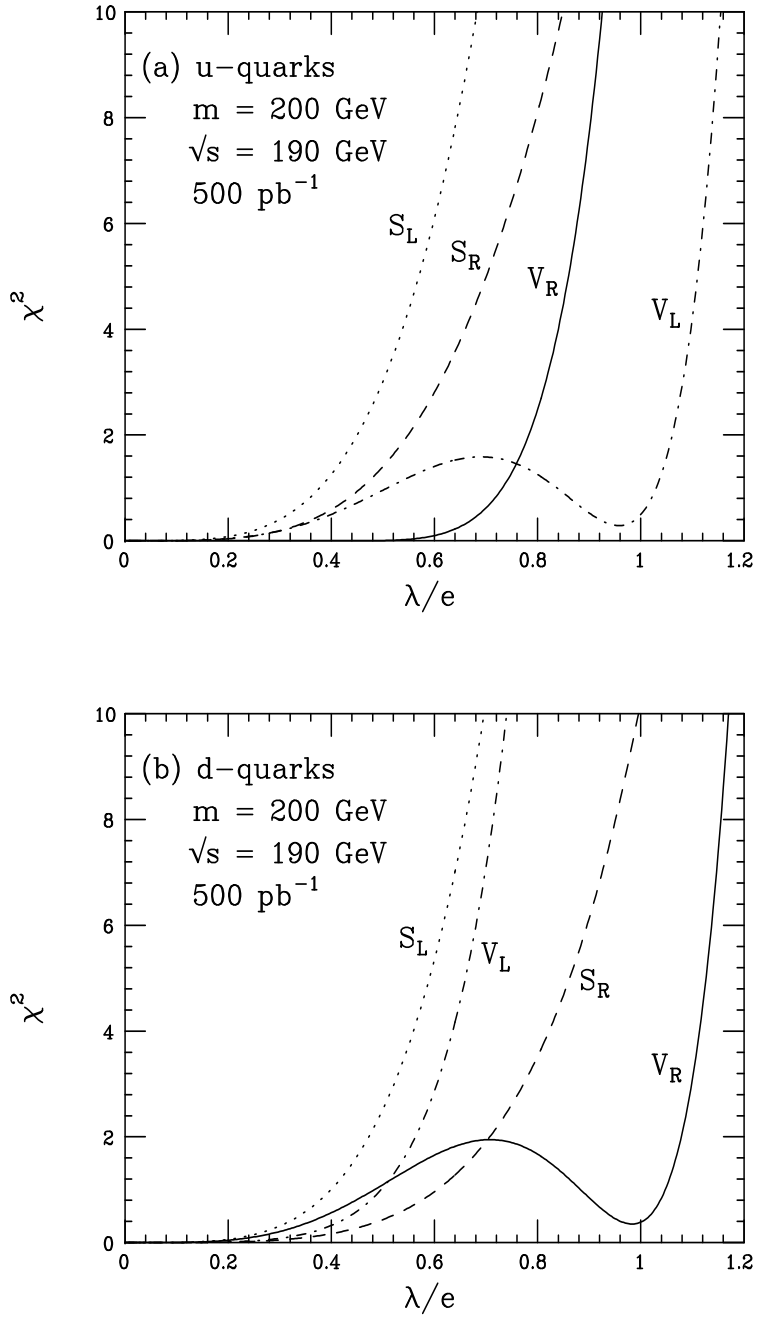 10
(a) u−quarks
m = 200 GeV
√s = 190 GeV
500 pb⁻¹
8
6
4
2
0
χ²
S_L
S_R
V_R
V_L
0 0.2 0.4 0.6 0.8 1 1.2
λ/e
10
(b) d−quarks
m = 200 GeV
√s = 190 GeV
500 pb⁻¹
8
6
4
2
0
χ²
S_L
V_L
S_R
V_R
0 0.2 0.4 0.6 0.8 1 1.2
λ/e